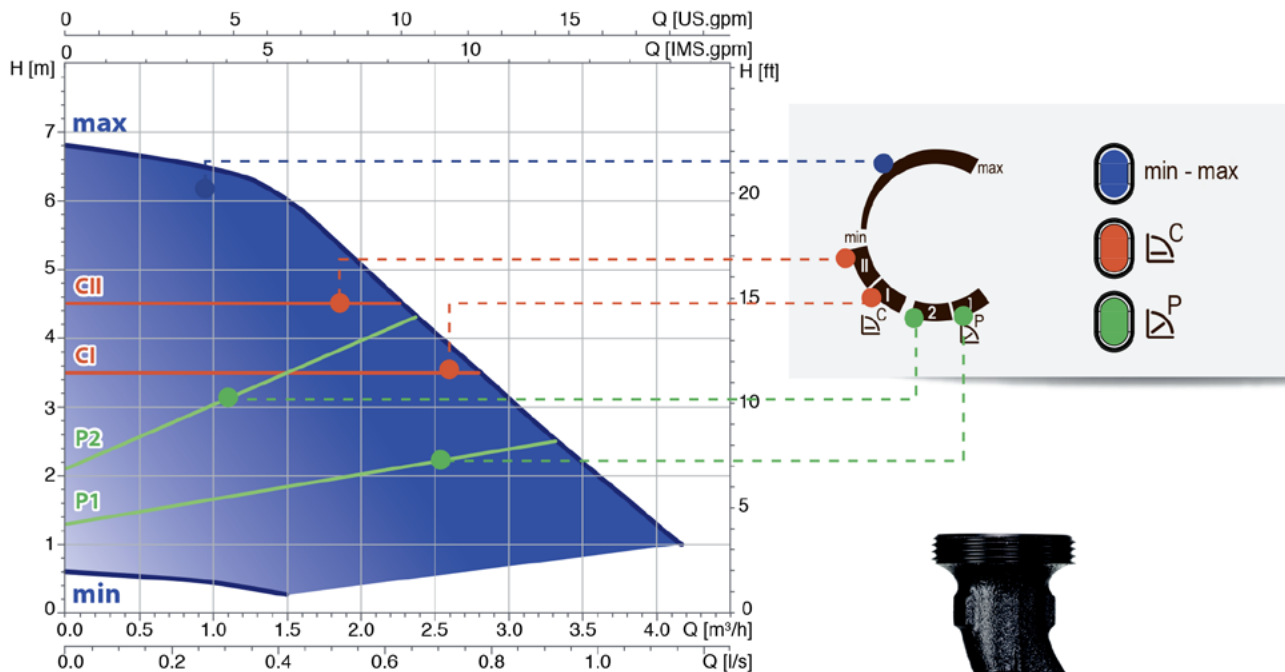 0 5 10 15 Q [US.gpm]
0 5 10 Q [IMS.gpm]
H [m] H [ft]
max
7
6 20
5
CII 15
4
CI
3 10
P2
2
P1 5
1
min
0 0
0.0 0.5 1.0 1.5 2.0 2.5 3.0 3.5 4.0 Q [m³/h]
0.0 0.2 0.4 0.6 0.8 1.0 Q [l/s]
max
min
II
I
2
1
C
P
min - max
C
P